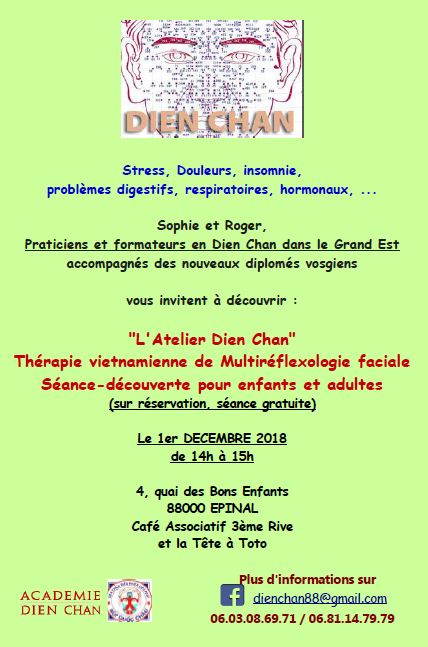 DIEN CHAN
Stress, Douleurs, insomnie,
problèmes digestifs, respiratoires, hormonaux, ...
Sophie et Roger,
Praticiens et formateurs en Dien Chan dans le Grand Est
accompagnés des nouveaux diplomés vosgiens
vous invitent à découvrir :
"L'Atelier Dien Chan"
Thérapie vietnamienne de Multiréflexologie faciale
Séance-découverte pour enfants et adultes
(sur réservation, séance gratuite)
Le 1er DECEMBRE 2018
de 14h à 15h
4, quai des Bons Enfants
88000 EPINAL
Café Associatif 3ème Rive
et la Tête à Toto
ACADEMIE
DIEN CHAN
Plus d'informations sur
f dienchan88@gmail.com
06.03.08.69.71 / 06.81.14.79.79